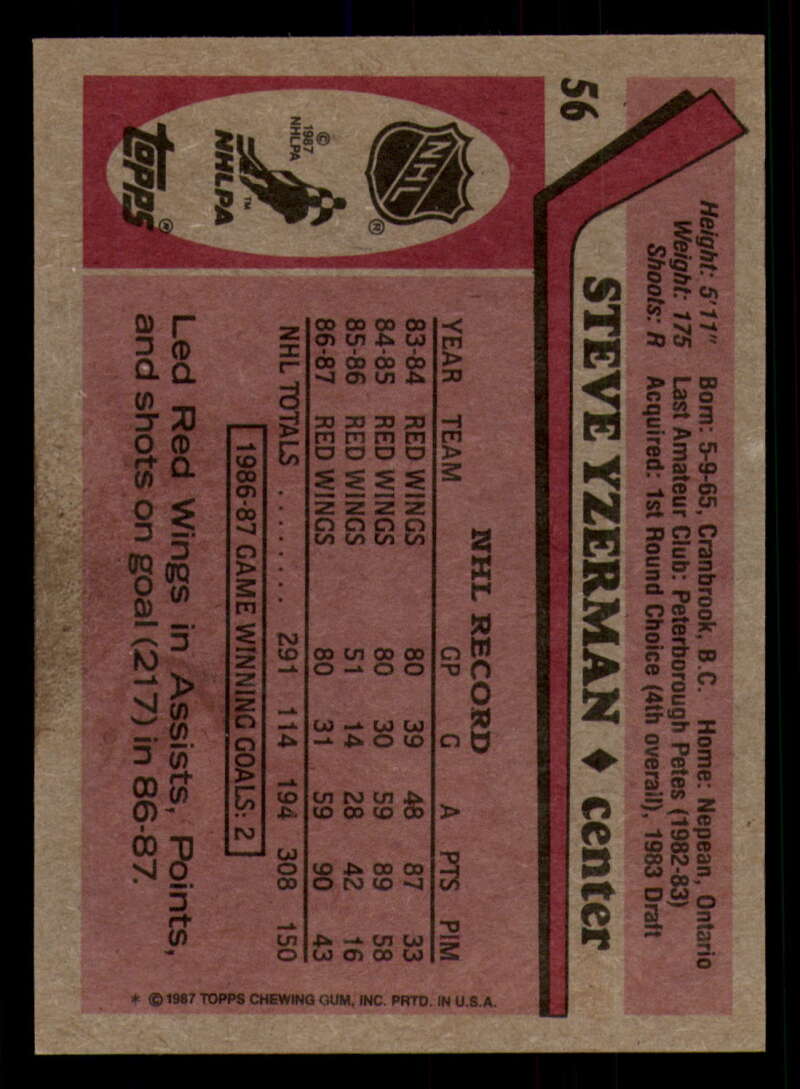 56
Height: 5'11" Born: 5-9-65, Cranbrook, B.C. Home: Nepean, Ontario
Weight: 175 Last Amateur Club: Peterborough Petes (1982-83)
Shoots: R Acquired: 1st Round Choice (4th overall), 1983 Draft
STEVE YZERMAN ♦ center
NHL
®
© 1987
NHLPA
™
NHLPA
TOPPS®
NHL RECORD
YEAR TEAM GP G A PTS PIM
83-84 RED WINGS 80 39 48 87 33
84-85 RED WINGS 80 30 59 89 58
85-86 RED WINGS 51 14 28 42 16
86-87 RED WINGS 80 31 59 90 43
NHL TOTALS ......... 291 114 194 308 150
1986-87 GAME WINNING GOALS: 2
Led Red Wings in Assists, Points,
and shots on goal (217) in 86-87.
* © 1987 TOPPS CHEWING GUM, INC. PRTD. IN U.S.A.